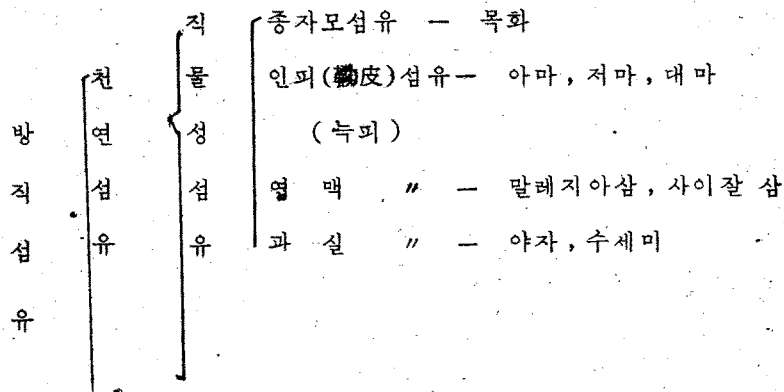 방직섬유
천연섬유
직물성섬유
종자모섬유 — 목화
인피(靭皮)섬유— 아마, 저마, 대마
(늑피)
엽 맥 〃 — 말레지아삼, 사이잘 삼
과 실 〃 — 야자, 수세미